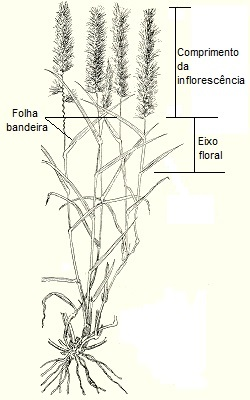 Comprimento
da
inflorescência
Folha
bandeira
Eixo
floral